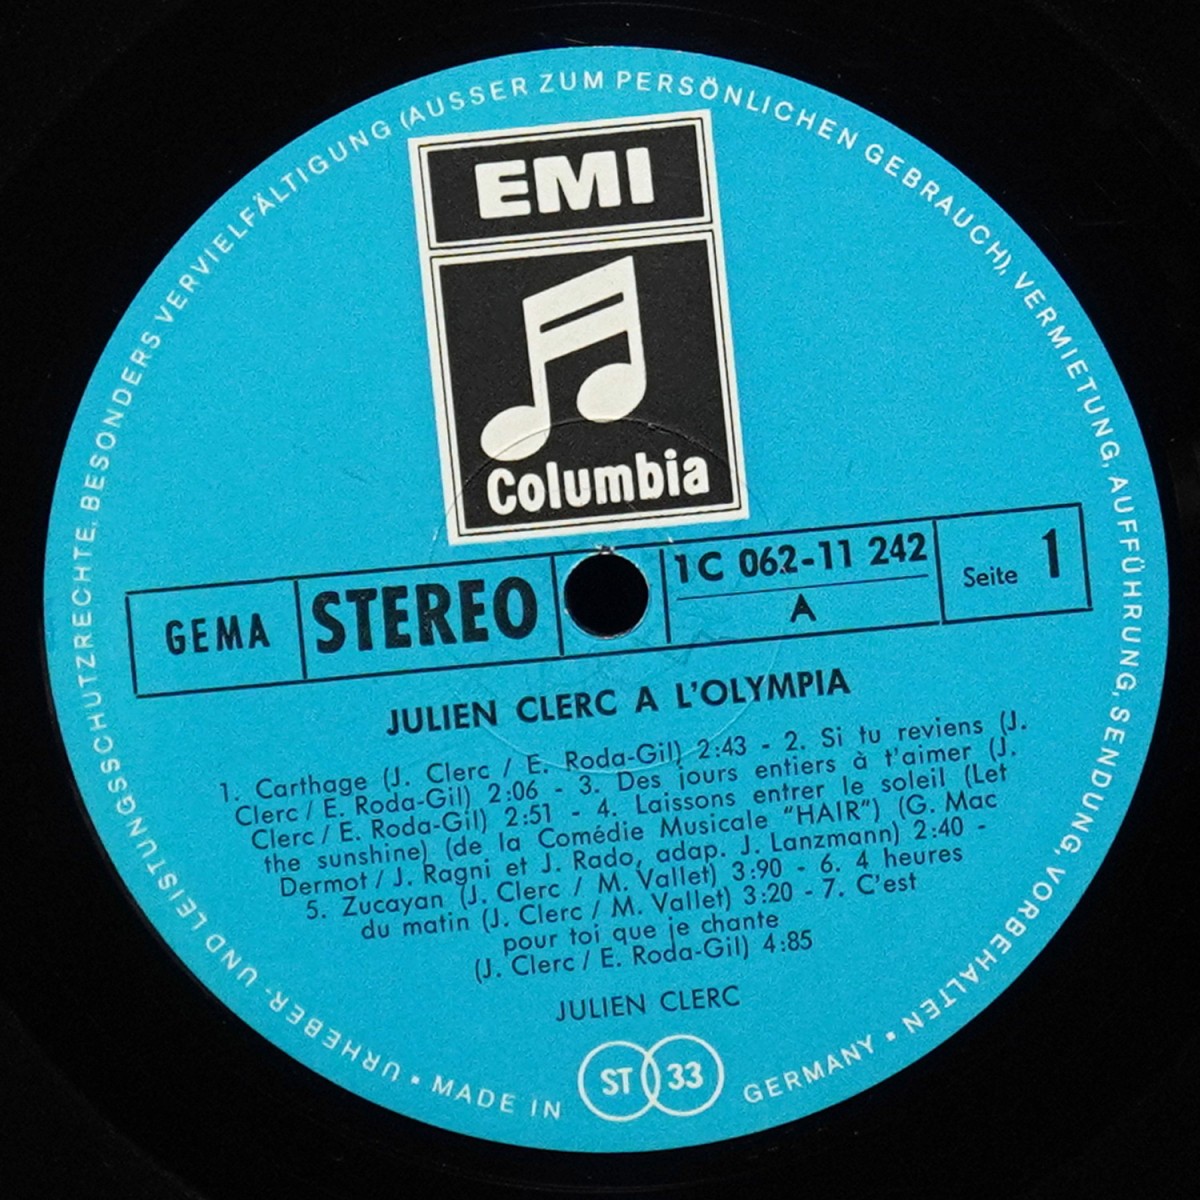 EMI
Columbia
GEMA
STEREO
1C 062-11 242
A
Seite 1
JULIEN CLERC A L'OLYMPIA
1. Carthage (J. Clerc / E. Roda-Gil) 2:43 - 2. Si tu reviens (J.
Clerc / E. Roda-Gil) 2:06 - 3. Des jours entiers à t'aimer (J.
Clerc / E. Roda-Gil) 2:51 - 4. Laissons entrer le soleil (Let
the sunshine) (de la Comédie Musicale "HAIR") (G. Mac
Dermot / J. Ragni et J. Rado, adap. J. Lanzmann) 2:40 -
5. Zucayan (J. Clerc / M. Vallet) 3:90 - 6. 4 heures
du matin (J. Clerc / M. Vallet) 3:20 - 7. C'est
pour toi que je chante
(J. Clerc / E. Roda-Gil) 4:85
JULIEN CLERC
ST 33
URHEBER- UND LEISTUNGSSCHUTZRECHTE, BESONDERS VERVIELFÄLTIGUNG (AUSSER ZUM PERSÖNLICHEN GEBRAUCH), VERMIETUNG, AUFFÜHRUNG, SENDUNG, VORBEHALTEN ▪
MADE IN GERMANY ▪